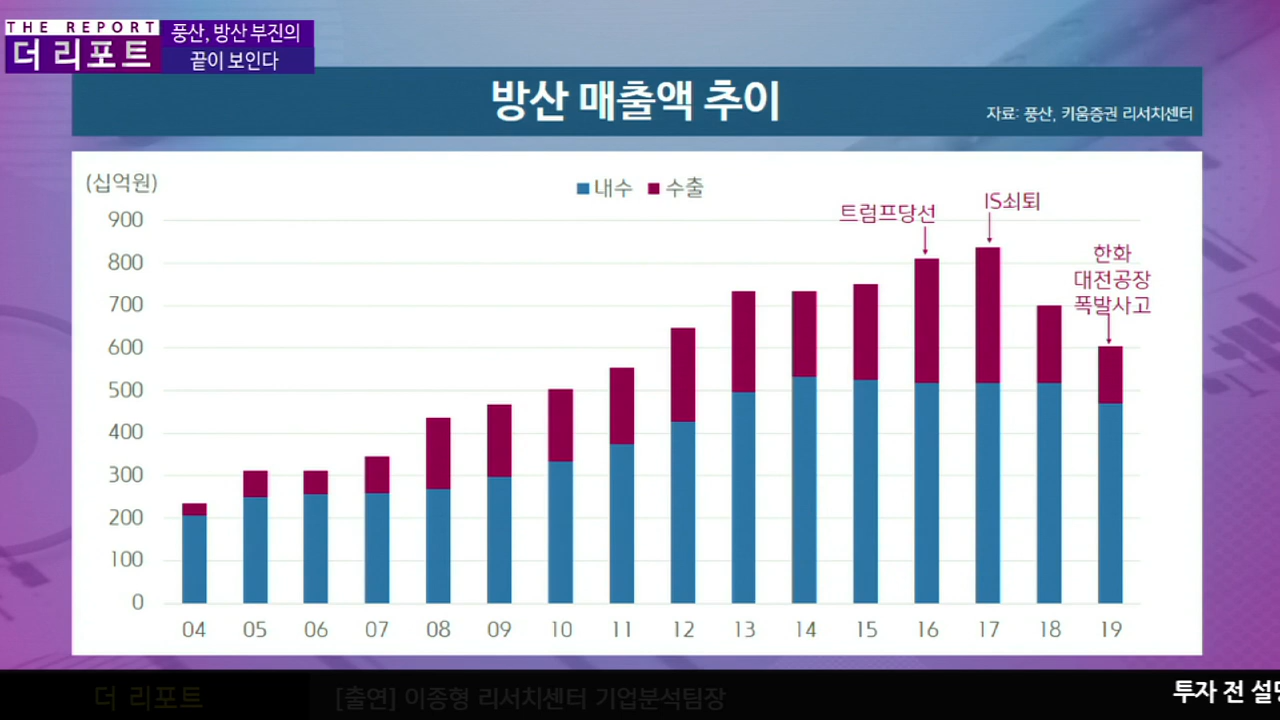 THE REPORT
더 리포트
풍산, 방산 부진의
끝이 보인다
방산 매출액 추이
자료: 풍산, 키움증권 리서치센터
(십억원)
내수 수출
트럼프당선
IS쇠퇴
한화
대전공장
폭발사고
900
800
700
600
500
400
300
200
100
0
04 05 06 07 08 09 10 11 12 13 14 15 16 17 18 19
더 리포트
[출연] 이종형 리서치센터 기업분석팀장
투자 전 설